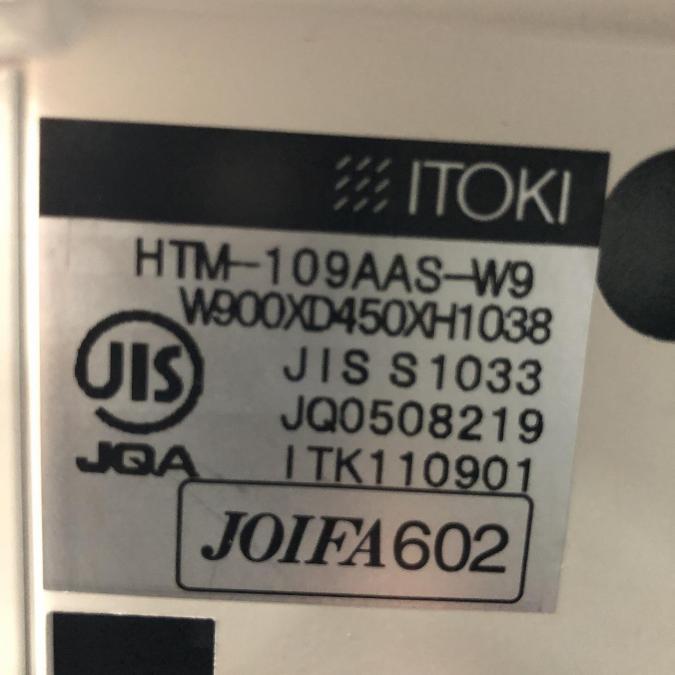 ITOKI
HTM-109AAS-W9
W900XD450XH1038
JIS
JIS S1033
JQ0508219
JQA
ITK110901
JOIFA602